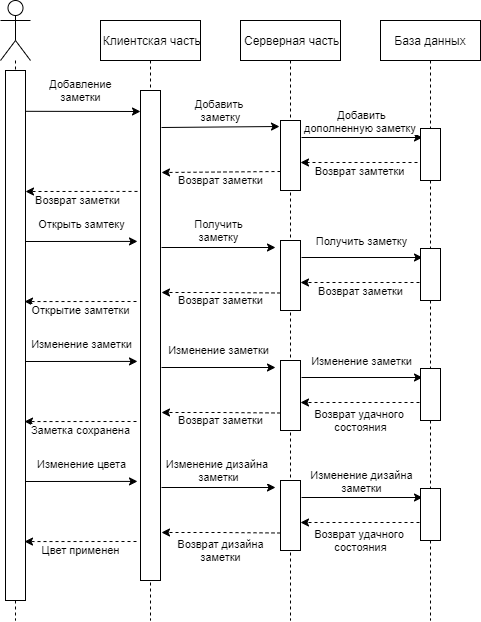 Клиентская часть
Серверная часть
База данных
Добавление
заметки
Добавить
заметку
Добавить
дополненную заметку
Возврат замтетки
Возврат заметки
Возврат заметки
Открыть замтеку
Получить
заметку
Получить заметку
Возврат заметки
Возврат заметки
Открытие замтетки
Изменение заметки
Изменение заметки
Изменение заметки
Возврат удачного
состояния
Возврат заметки
Заметка сохранена
Изменение цвета
Изменение дизайна
заметки
Изменение дизайна
заметки
Возврат удачного
состояния
Возврат дизайна
заметки
Цвет применен